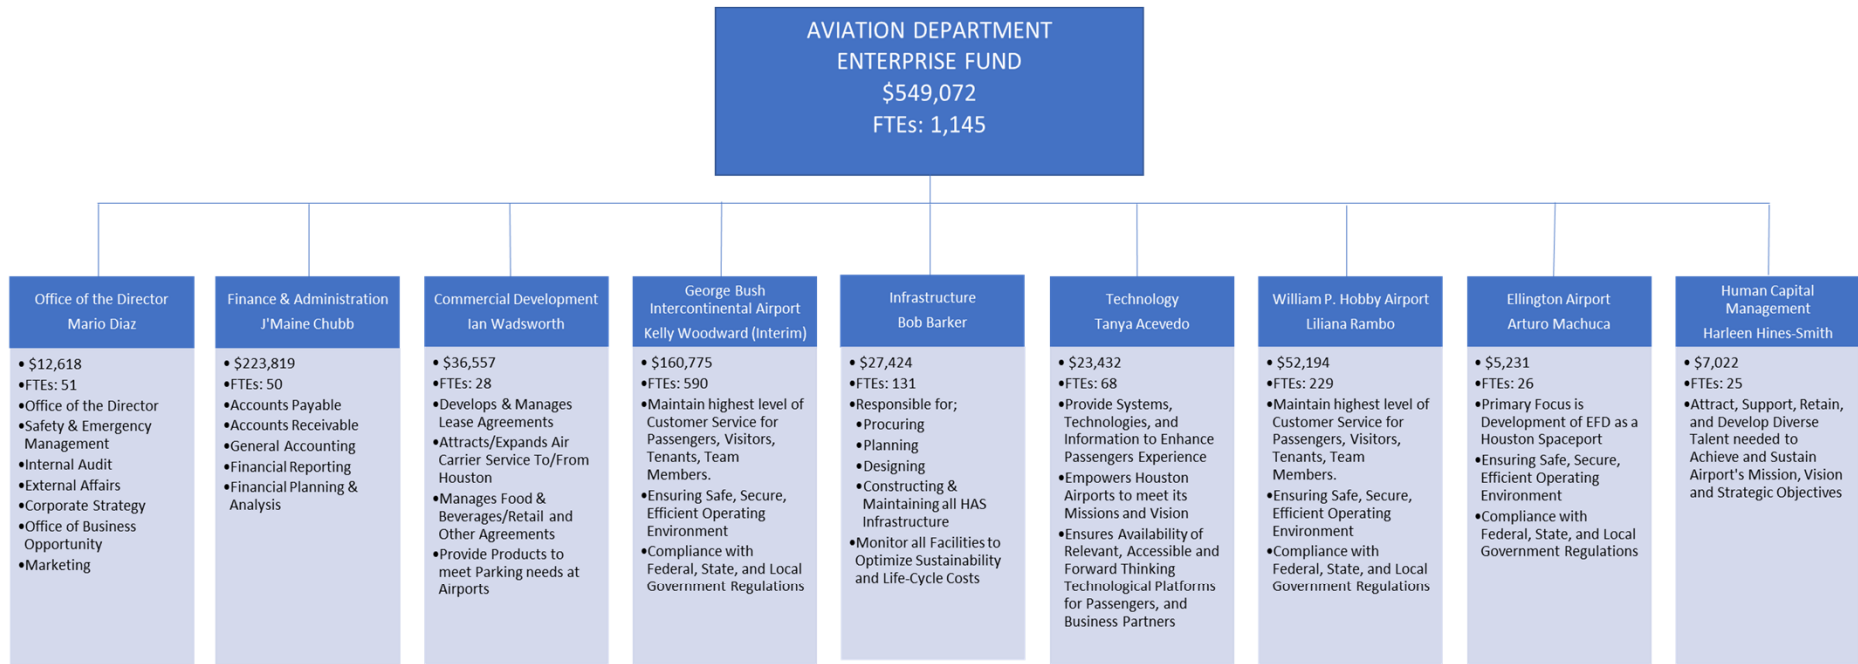 AVIATION DEPARTMENT
ENTERPRISE FUND
$549,072
FTEs: 1,145
Office of the Director
Mario Diaz
• $12,618
•FTEs: 51
•Office of the Director
•Safety & Emergency
Management
•Internal Audit
•External Affairs
•Corporate Strategy
•Office of Business
Opportunity
•Marketing
Finance & Administration
J'Maine Chubb
• $223,819
•FTEs: 50
•Accounts Payable
•Accounts Receivable
•General Accounting
•Financial Reporting
•Financial Planning &
Analysis
Commercial Development
Ian Wadsworth
• $36,557
•FTEs: 28
•Develops & Manages
Lease Agreements
•Attracts/Expands Air
Carrier Service To/From
Houston
•Manages Food &
Beverages/Retail and
Other Agreements
•Provide Products to
meet Parking needs at
Airports
George Bush
Intercontinental Airport
Kelly Woodward (Interim)
• $160,775
•FTEs: 590
•Maintain highest level of
Customer Service for
Passengers, Visitors,
Tenants, Team
Members.
•Ensuring Safe, Secure,
Efficient Operating
Environment
•Compliance with
Federal, State, and Local
Government Regulations
Infrastructure
Bob Barker
• $27,424
•FTEs: 131
•Responsible for;
•Procuring
•Planning
•Designing
•Constructing &
Maintaining all HAS
Infrastructure
•Monitor all Facilities to
Optimize Sustainability
and Life-Cycle Costs
Technology
Tanya Acevedo
• $23,432
•FTEs: 68
•Provide Systems,
Technologies, and
Information to Enhance
Passengers Experience
•Empowers Houston
Airports to meet its
Missions and Vision
•Ensures Availability of
Relevant, Accessible and
Forward Thinking
Technological Platforms
for Passengers, and
Business Partners
William P. Hobby Airport
Liliana Rambo
• $52,194
•FTEs: 229
•Maintain highest level of
Customer Service for
Passengers, Visitors,
Tenants, Team
Members.
•Ensuring Safe, Secure,
Efficient Operating
Environment
•Compliance with
Federal, State, and Local
Government Regulations
Ellington Airport
Arturo Machuca
• $5,231
•FTEs: 26
•Primary Focus is
Development of EFD as a
Houston Spaceport
•Ensuring Safe, Secure,
Efficient Operating
Environment
•Compliance with
Federal, State, and Local
Government Regulations
Human Capital
Management
Harleen Hines-Smith
• $7,022
•FTEs: 25
•Attract, Support, Retain,
and Develop Diverse
Talent needed to
Achieve and Sustain
Airport's Mission, Vision
and Strategic Objectives